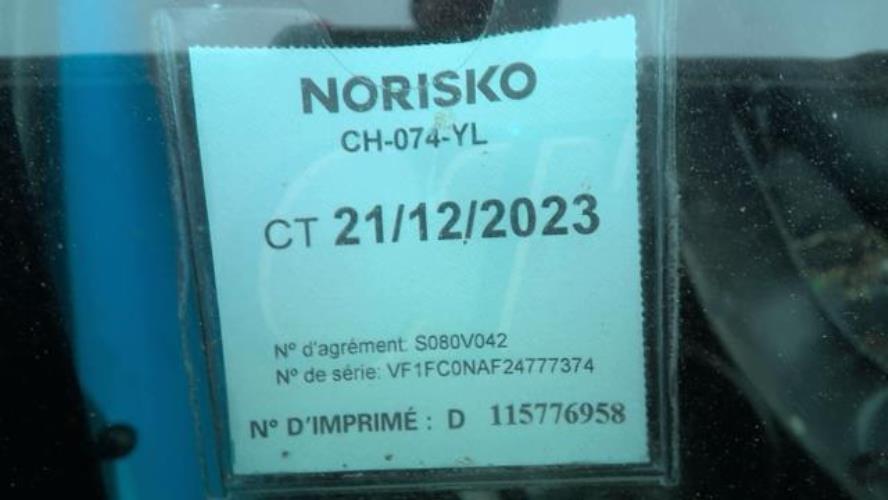 NORISKO
CH-074-YL
CT 21/12/2023
N° d'agrément: S080V042
N° de série: VF1FC0NAF24777374
N° D'IMPRIMÉ : D 115776958